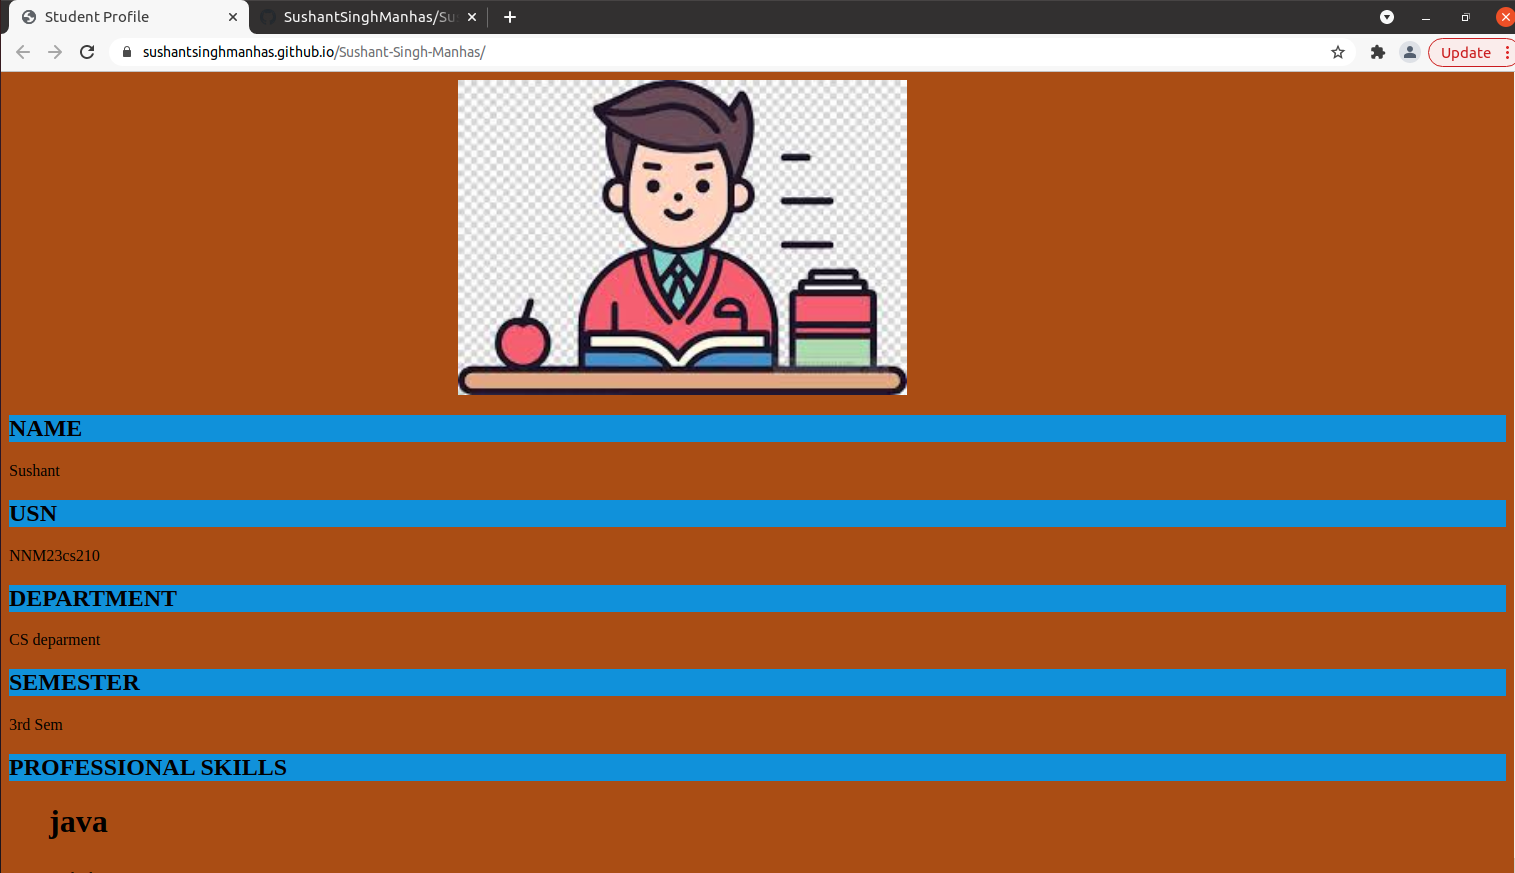 Student Profile
SushantSinghManhas/Su
sushantsinghmanhas.github.io/Sushant-Singh-Manhas/
Update
NAME
Sushant
USN
NNM23cs210
DEPARTMENT
CS deparment
SEMESTER
3rd Sem
PROFESSIONAL SKILLS
java